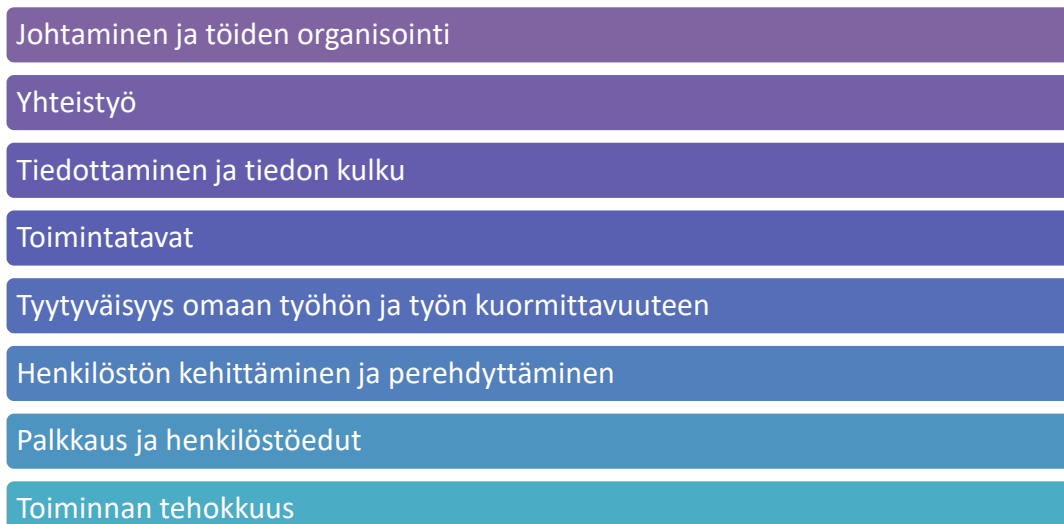 Johtaminen ja töiden organisointi
Yhteistyö
Tiedottaminen ja tiedon kulku
Toimintatavat
Tyytyväisyys omaan työhön ja työn kuormittavuuteen
Henkilöstön kehittäminen ja perehdyttäminen
Palkkaus ja henkilöstöedut
Toiminnan tehokkuus